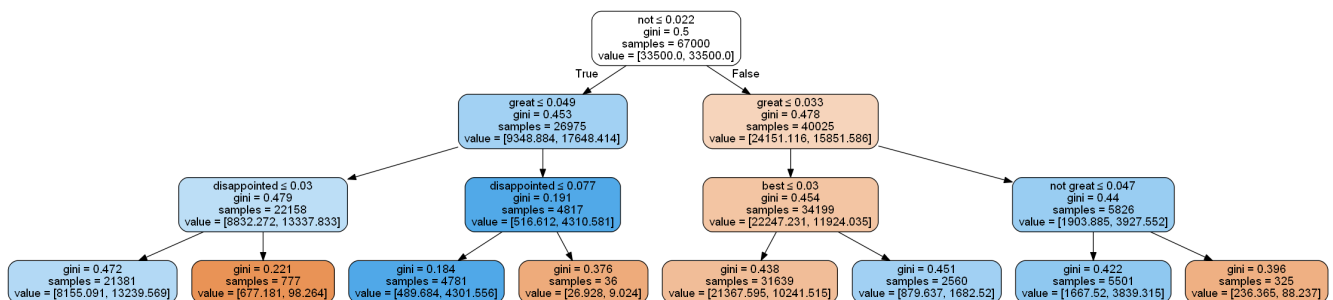 not ≤ 0.022
gini = 0.5
samples = 67000
value = [33500.0, 33500.0]
True
False
great ≤ 0.049
gini = 0.453
samples = 26975
value = [9348.884, 17648.414]
great ≤ 0.033
gini = 0.478
samples = 40025
value = [24151.116, 15851.586]
disappointed ≤ 0.03
gini = 0.479
samples = 22158
value = [8832.272, 13337.833]
disappointed ≤ 0.077
gini = 0.191
samples = 4817
value = [516.612, 4310.581]
best ≤ 0.03
gini = 0.454
samples = 34199
value = [22247.231, 11924.035]
not great ≤ 0.047
gini = 0.44
samples = 5826
value = [1903.885, 3927.552]
gini = 0.472
samples = 21381
value = [8155.091, 13239.569]
gini = 0.221
samples = 777
value = [677.181, 98.264]
gini = 0.184
samples = 4781
value = [489.684, 4301.556]
gini = 0.376
samples = 36
value = [26.928, 9.024]
gini = 0.438
samples = 31639
value = [21367.595, 10241.515]
gini = 0.451
samples = 2560
value = [879.637, 1682.52]
gini = 0.422
samples = 5501
value = [1667.52, 3839.315]
gini = 0.396
samples = 325
value = [236.365, 88.237]